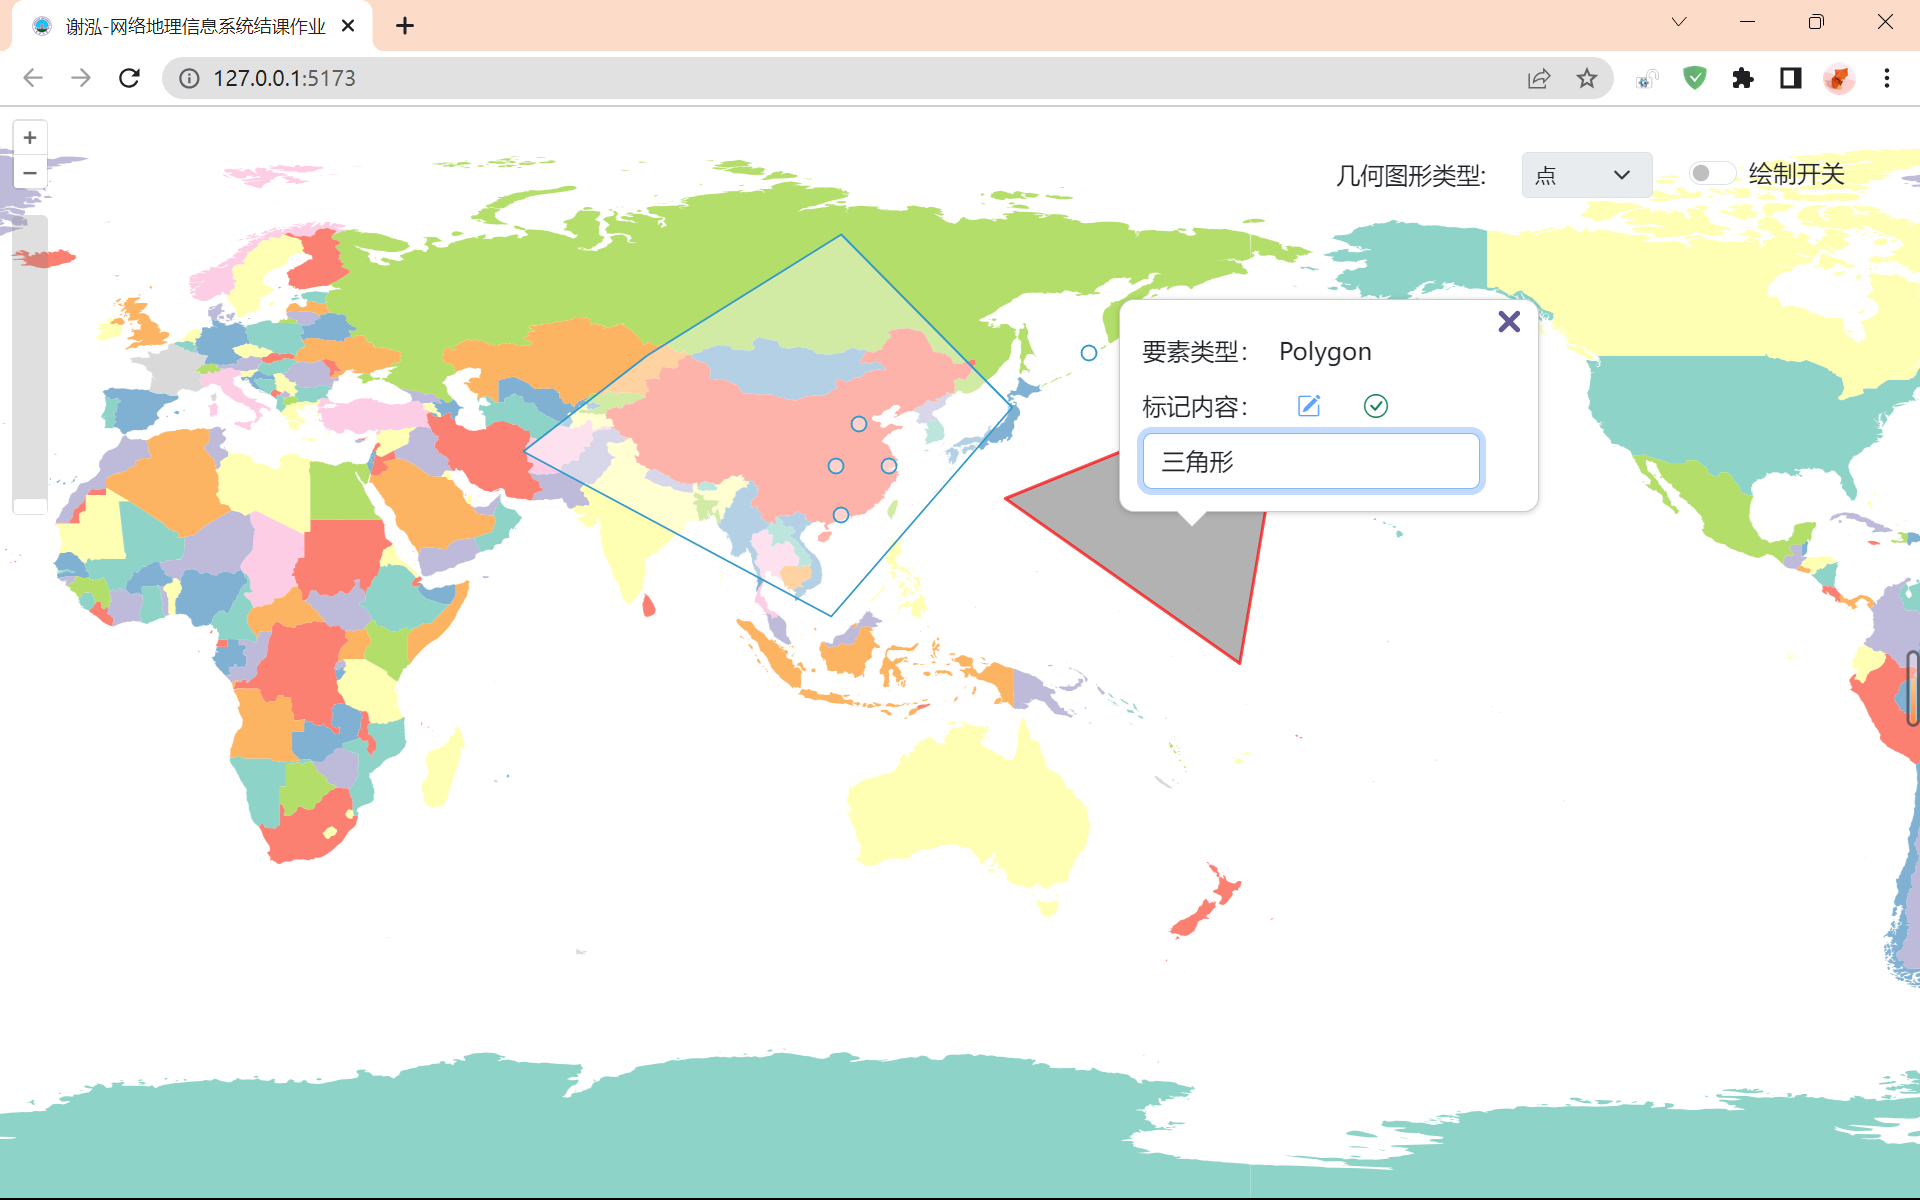 谢泓-网络地理信息系统结课作业
127.0.0.1:5173
+
−
几何图形类型: 点 绘制开关
要素类型: Polygon
标记内容:
三角形